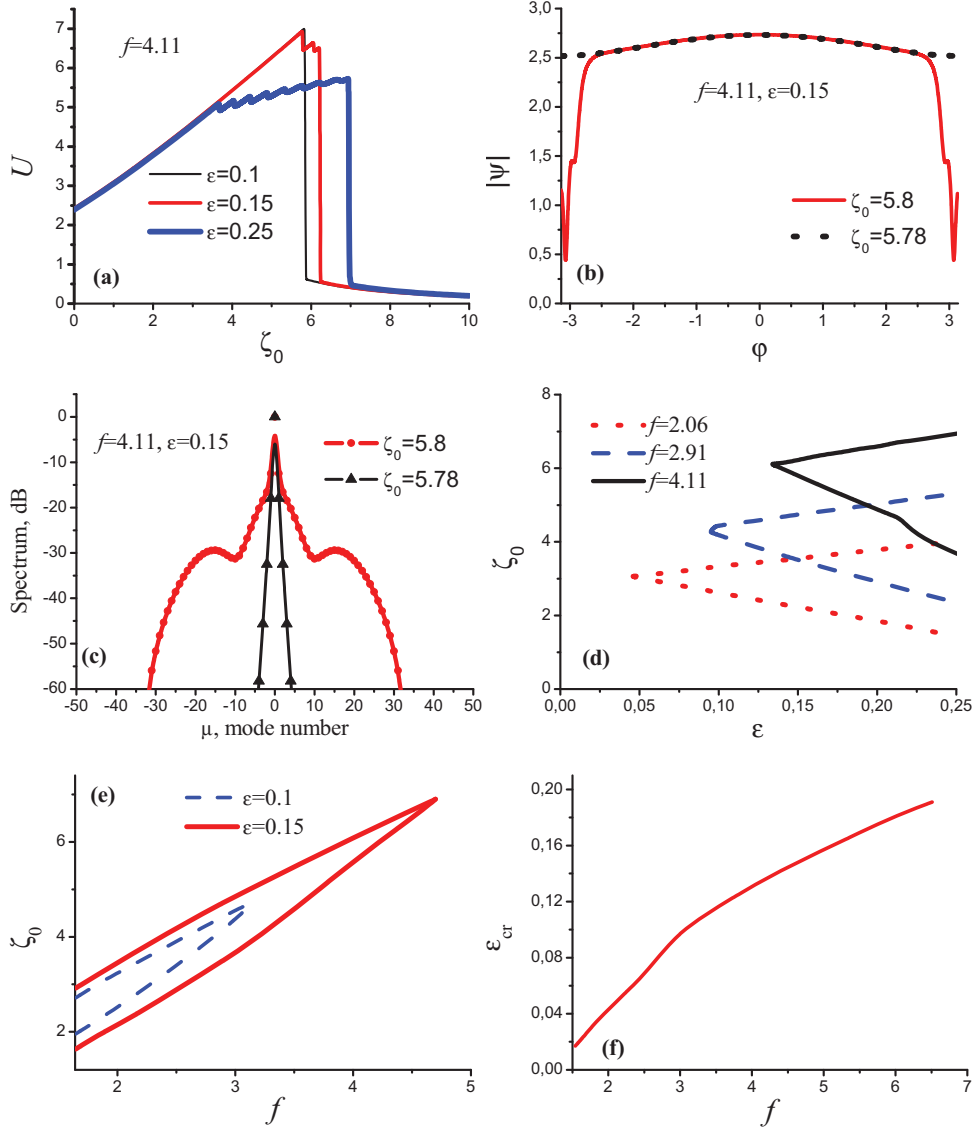 7
6
5
4
3
2
1
0
U
f=4.11
ε=0.1
ε=0.15
ε=0.25
(a)
0 2 4 6 8 10
ζ0
3,0
2,5
2,0
1,5
1,0
0,5
0,0
|ψ|
f=4.11, ε=0.15
ζ0=5.8
ζ0=5.78
(b)
-3 -2 -1 0 1 2 3
φ
0
-10
-20
-30
-40
-50
-60
Spectrum, dB
f=4.11, ε=0.15
ζ0=5.8
ζ0=5.78
(c)
-50 -40 -30 -20 -10 0 10 20 30 40 50
μ, mode number
8
6
4
2
0
ζ0
f=2.06
f=2.91
f=4.11
(d)
0,00 0,05 0,10 0,15 0,20 0,25
ε
6
4
2
ζ0
(e)
ε=0.1
ε=0.15
2 3 4 5
f
0,20
0,16
0,12
0,08
0,04
0,00
εcr
(f)
2 3 4 5 6 7
f